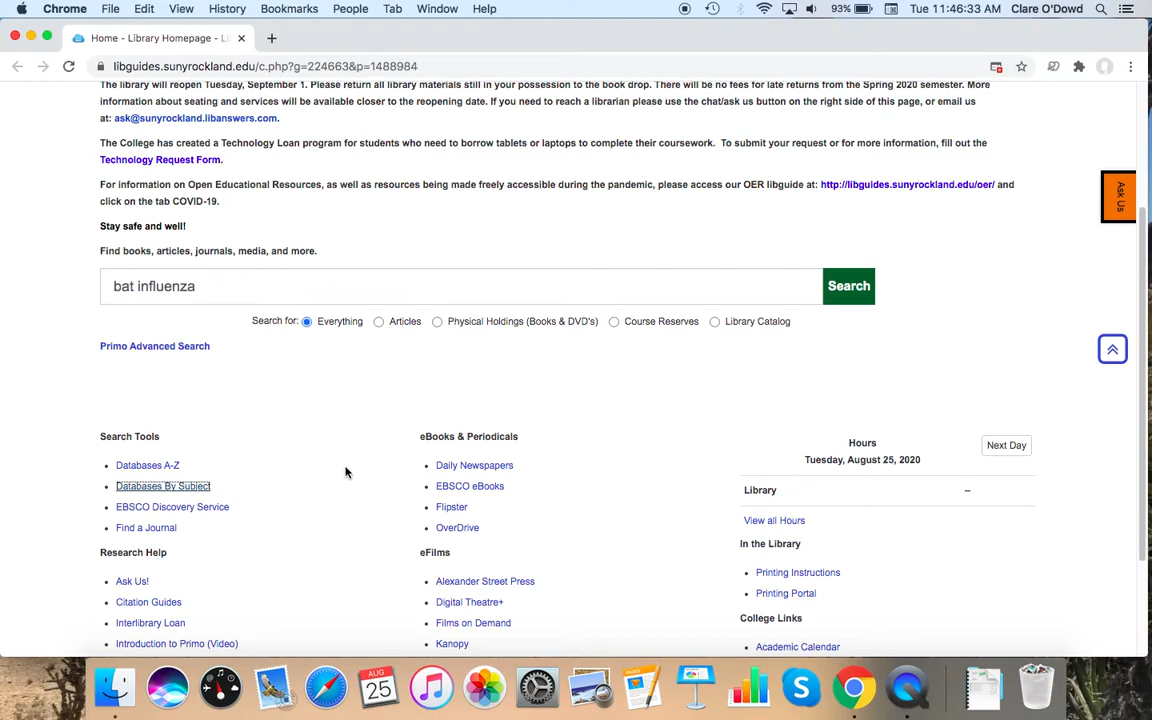 Chrome File Edit View History Bookmarks People Tab Window Help 93% Tue 11:46:33 AM Clare O'Dowd
Home - Library Homepage - Li
libguides.sunyrockland.edu/c.php?g=224663&p=1488984
The library will reopen Tuesday, September 1. Please return all library materials still in your possession to the book drop. There will be no fees for late returns from the Spring 2020 semester. More
information about seating and services will be available closer to the reopening date. If you need to reach a librarian please use the chat/ask us button on the right side of this page, or email us
at: ask@sunyrockland.libanswers.com.
The College has created a Technology Loan program for students who need to borrow tablets or laptops to complete their coursework. To submit your request or for more information, fill out the
Technology Request Form.
For information on Open Educational Resources, as well as resources being made freely accessible during the pandemic, please access our OER libguide at: http://libguides.sunyrockland.edu/oer/ and
click on the tab COVID-19.
Ask Us
Stay safe and well!
Find books, articles, journals, media, and more.
bat influenza Search
Search for: Everything Articles Physical Holdings (Books & DVD's) Course Reserves Library Catalog
Primo Advanced Search
Search Tools
Databases A-Z
Databases By Subject
EBSCO Discovery Service
Find a Journal
Research Help
Ask Us!
Citation Guides
Interlibrary Loan
Introduction to Primo (Video)
eBooks & Periodicals
Daily Newspapers
EBSCO eBooks
Flipster
OverDrive
eFilms
Alexander Street Press
Digital Theatre+
Films on Demand
Kanopy
Hours
Tuesday, August 25, 2020
Next Day
Library –
View all Hours
In the Library
Printing Instructions
Printing Portal
College Links
Academic Calendar
AUG
25